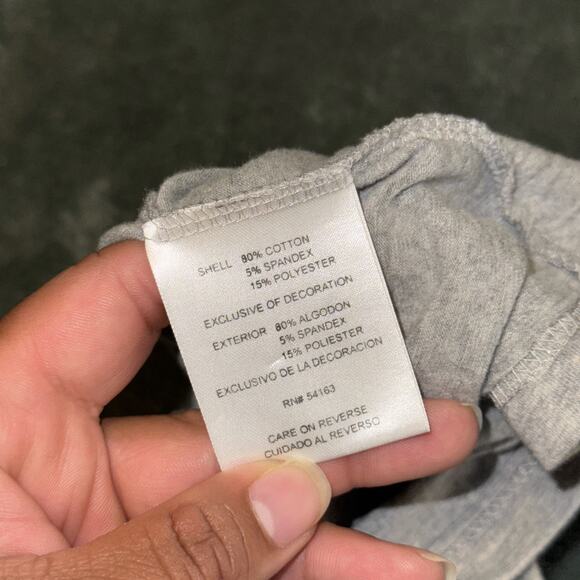 SHELL 80% COTTON
5% SPANDEX
15% POLYESTER
EXCLUSIVE OF DECORATION
EXTERIOR 80% ALGODON
5% SPANDEX
15% POLIESTER
EXCLUSIVO DE LA DECORACION
RN# 54163
CARE ON REVERSE
CUIDADO AL REVERSO